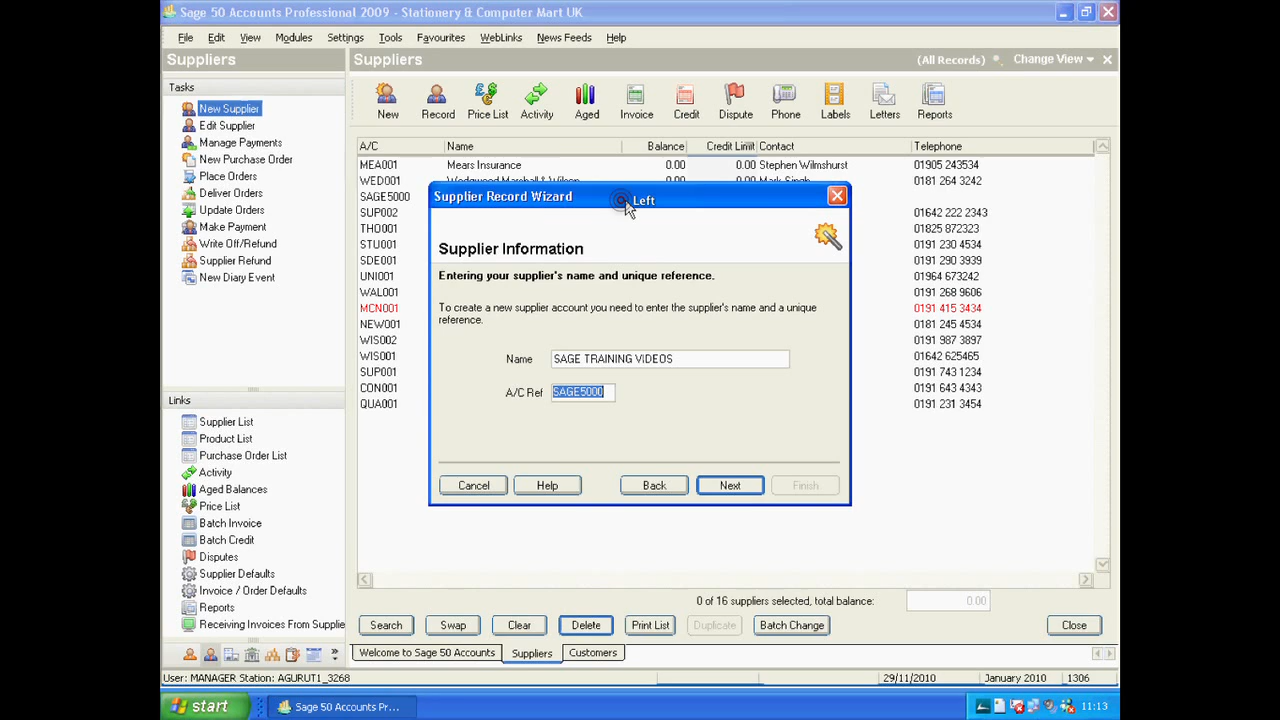 Sage 50 Accounts Professional 2009 - Stationery & Computer Mart UK
File Edit View Modules Settings Tools Favourites WebLinks News Feeds Help
Suppliers
Suppliers (All Records) Change View
Tasks
New Supplier
Edit Supplier
Manage Payments
New Purchase Order
Place Orders
Deliver Orders
Update Orders
Make Payment
Write Off/Refund
Supplier Refund
New Diary Event
Links
Supplier List
Product List
Purchase Order List
Activity
Aged Balances
Price List
Batch Invoice
Batch Credit
Disputes
Supplier Defaults
Invoice / Order Defaults
Reports
Receiving Invoices From Supplie
New Record Price List Activity Aged Invoice Credit Dispute Phone Labels Letters Reports
A/C Name Balance Credit Limit Contact Telephone
MEA001 Mears Insurance 0.00 0.00 Stephen Wilmshurst 01905 243534
WED001 Wedgwood Marshall & Wilson 0.00 0.00 Mark Singh 0181 264 3242
SAGE5000
SUP002 01642 222 2343
THO001 01825 872323
STU001 0191 230 4534
SDE001 0191 290 3939
UNI001 01964 673242
WAL001 0191 268 9606
MCN001 0191 415 3434
NEW001 0181 245 4534
WIS002 0191 987 3897
WIS001 01642 625465
SUP001 0191 743 1234
CON001 0191 643 4343
QUA001 0191 231 3454
Supplier Record Wizard
Left
Supplier Information
Entering your supplier's name and unique reference.
To create a new supplier account you need to enter the supplier's name and a unique
reference.
Name SAGE TRAINING VIDEOS
A/C Ref SAGE5000
Cancel Help Back Next Finish
0 of 16 suppliers selected, total balance: 0.00
Search Swap Clear Delete Print List Duplicate Batch Change Close
Welcome to Sage 50 Accounts Suppliers Customers
User: MANAGER Station: AGURUT1_3268 29/11/2010 January 2010 1306
start Sage 50 Accounts Pr... 11:13